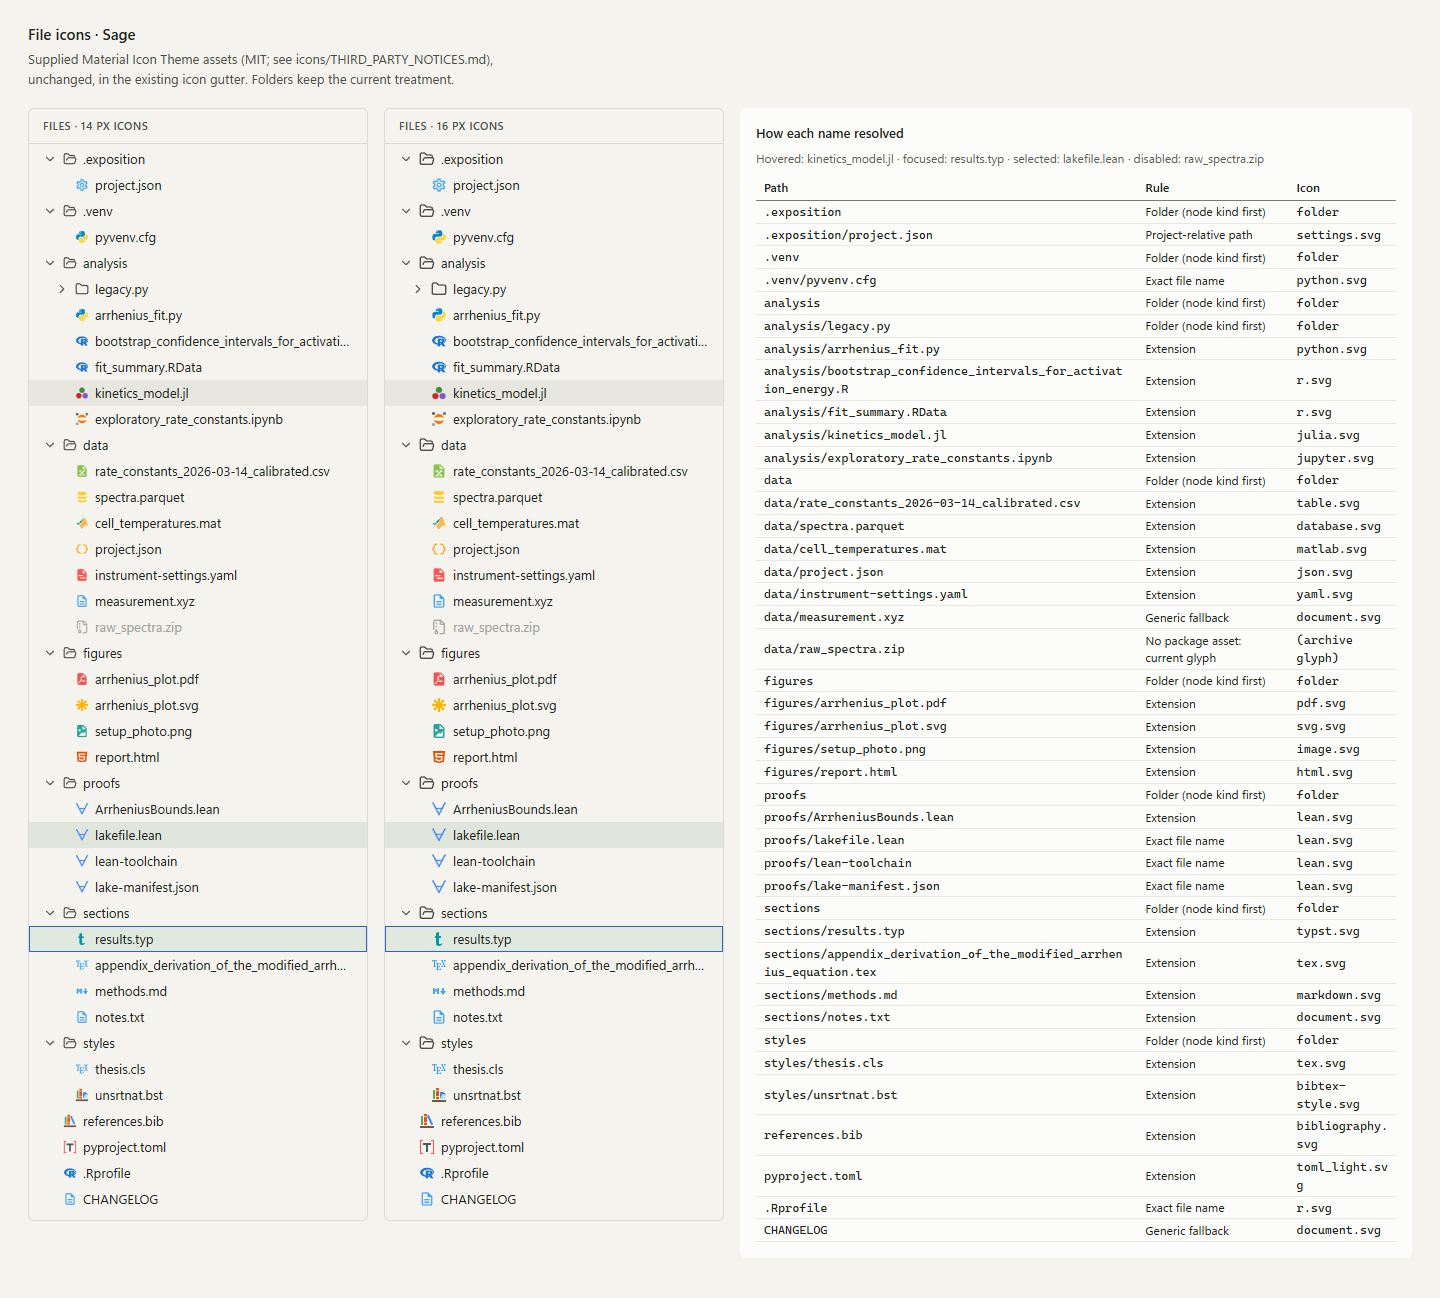 File icons · Sage
Supplied Material Icon Theme assets (MIT; see icons/THIRD_PARTY_NOTICES.md),
unchanged, in the existing icon gutter. Folders keep the current treatment.
FILES · 14 PX ICONS
.exposition
project.json
.venv
pyvenv.cfg
analysis
legacy.py
arrhenius_fit.py
bootstrap_confidence_intervals_for_activati...
fit_summary.RData
kinetics_model.jl
exploratory_rate_constants.ipynb
data
rate_constants_2026-03-14_calibrated.csv
spectra.parquet
cell_temperatures.mat
project.json
instrument-settings.yaml
measurement.xyz
raw_spectra.zip
figures
arrhenius_plot.pdf
arrhenius_plot.svg
setup_photo.png
report.html
proofs
ArrheniusBounds.lean
lakefile.lean
lean-toolchain
lake-manifest.json
sections
results.typ
appendix_derivation_of_the_modified_arrh...
methods.md
notes.txt
styles
thesis.cls
unsrtnat.bst
references.bib
pyproject.toml
.Rprofile
CHANGELOG
FILES · 16 PX ICONS
.exposition
project.json
.venv
pyvenv.cfg
analysis
legacy.py
arrhenius_fit.py
bootstrap_confidence_intervals_for_activati...
fit_summary.RData
kinetics_model.jl
exploratory_rate_constants.ipynb
data
rate_constants_2026-03-14_calibrated.csv
spectra.parquet
cell_temperatures.mat
project.json
instrument-settings.yaml
measurement.xyz
raw_spectra.zip
figures
arrhenius_plot.pdf
arrhenius_plot.svg
setup_photo.png
report.html
proofs
ArrheniusBounds.lean
lakefile.lean
lean-toolchain
lake-manifest.json
sections
results.typ
appendix_derivation_of_the_modified_arrh...
methods.md
notes.txt
styles
thesis.cls
unsrtnat.bst
references.bib
pyproject.toml
.Rprofile
CHANGELOG
How each name resolved
Hovered: kinetics_model.jl · focused: results.typ · selected: lakefile.lean · disabled: raw_spectra.zip
Path Rule Icon
.exposition Folder (node kind first) folder
.exposition/project.json Project-relative path settings.svg
.venv Folder (node kind first) folder
.venv/pyvenv.cfg Exact file name python.svg
analysis Folder (node kind first) folder
analysis/legacy.py Folder (node kind first) folder
analysis/arrhenius_fit.py Extension python.svg
analysis/bootstrap_confidence_intervals_for_activat
ion_energy.R Extension r.svg
analysis/fit_summary.RData Extension r.svg
analysis/kinetics_model.jl Extension julia.svg
analysis/exploratory_rate_constants.ipynb Extension jupyter.svg
data Folder (node kind first) folder
data/rate_constants_2026-03-14_calibrated.csv Extension table.svg
data/spectra.parquet Extension database.svg
data/cell_temperatures.mat Extension matlab.svg
data/project.json Extension json.svg
data/instrument-settings.yaml Extension yaml.svg
data/measurement.xyz Generic fallback document.svg
data/raw_spectra.zip No package asset: (archive
current glyph glyph)
figures Folder (node kind first) folder
figures/arrhenius_plot.pdf Extension pdf.svg
figures/arrhenius_plot.svg Extension svg.svg
figures/setup_photo.png Extension image.svg
figures/report.html Extension html.svg
proofs Folder (node kind first) folder
proofs/ArrheniusBounds.lean Extension lean.svg
proofs/lakefile.lean Exact file name lean.svg
proofs/lean-toolchain Exact file name lean.svg
proofs/lake-manifest.json Exact file name lean.svg
sections Folder (node kind first) folder
sections/results.typ Extension typst.svg
sections/appendix_derivation_of_the_modified_arrhen
ius_equation.tex Extension tex.svg
sections/methods.md Extension markdown.svg
sections/notes.txt Extension document.svg
styles Folder (node kind first) folder
styles/thesis.cls Extension tex.svg
styles/unsrtnat.bst Extension bibtex-
style.svg
references.bib Extension bibliography.
svg
pyproject.toml Extension toml_light.sv
g
.Rprofile Exact file name r.svg
CHANGELOG Generic fallback document.svg